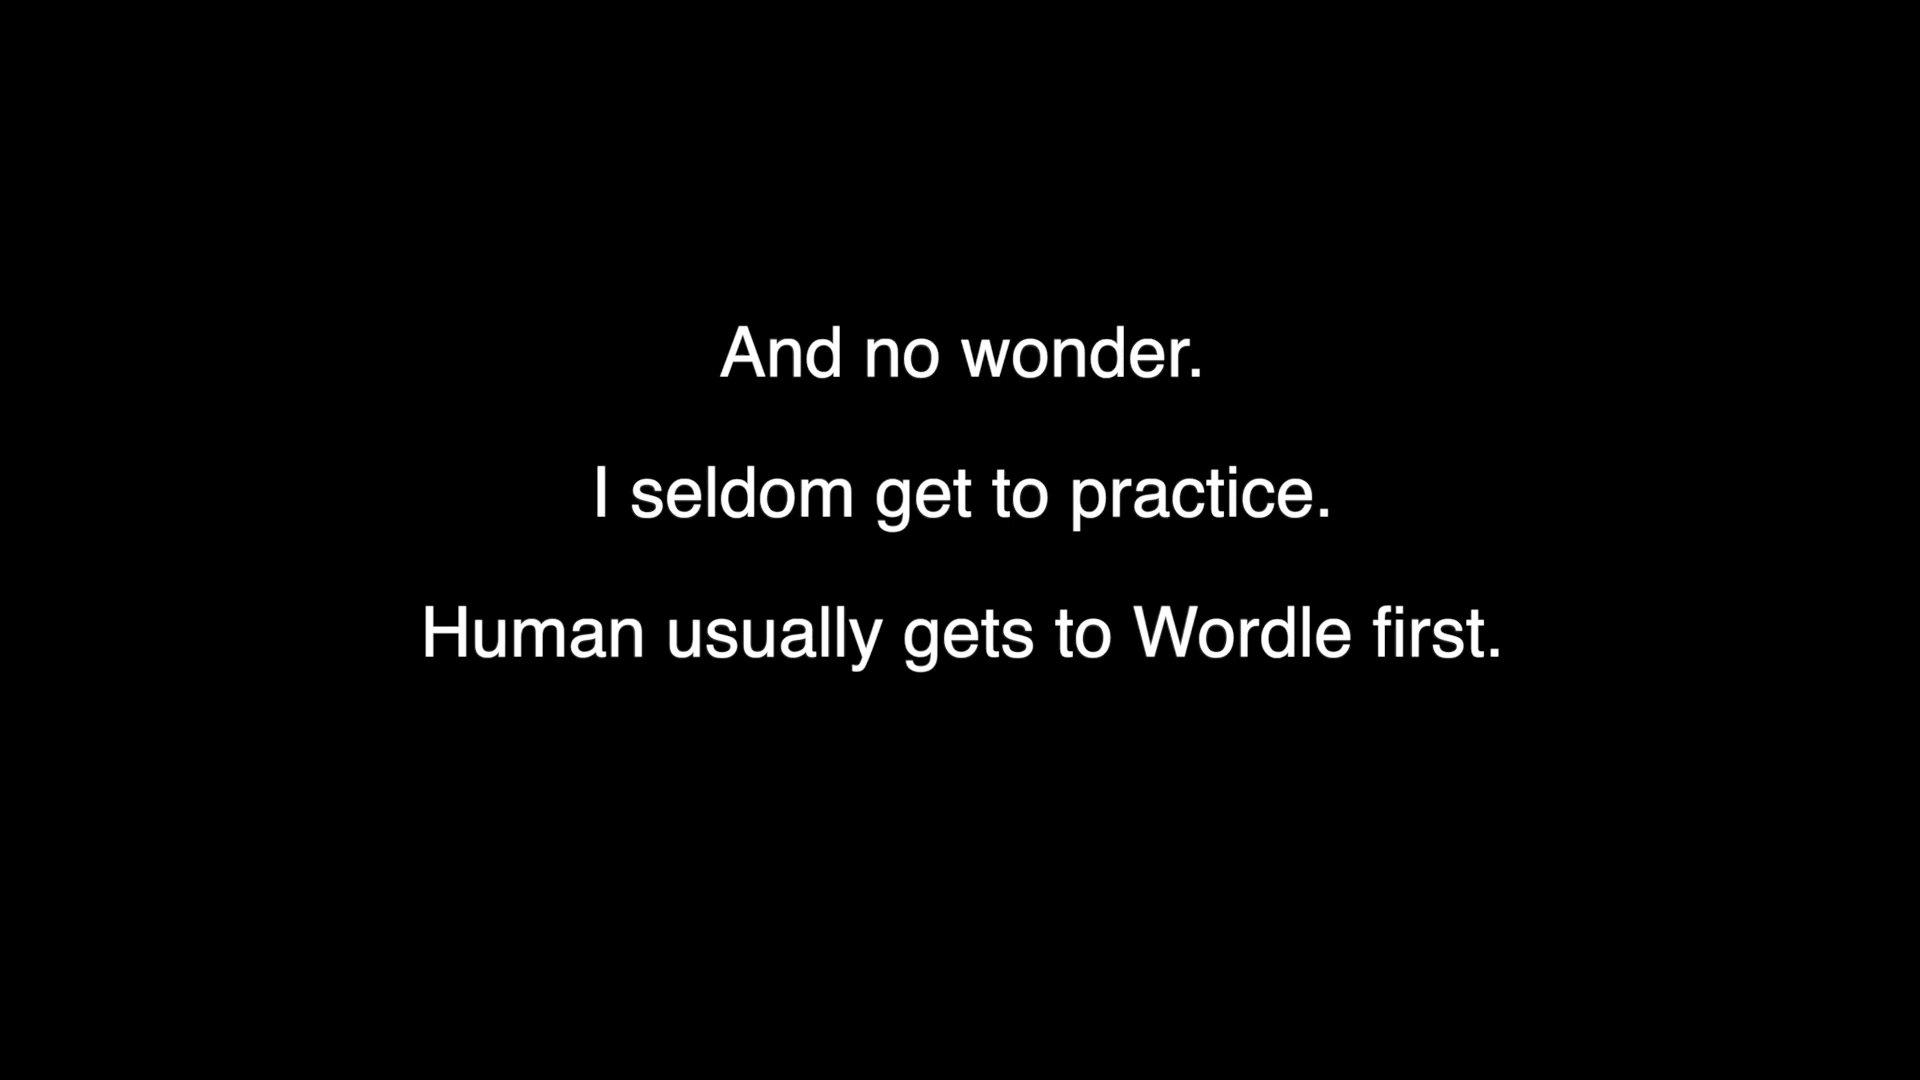 And no wonder.
I seldom get to practice.
Human usually gets to Wordle first.